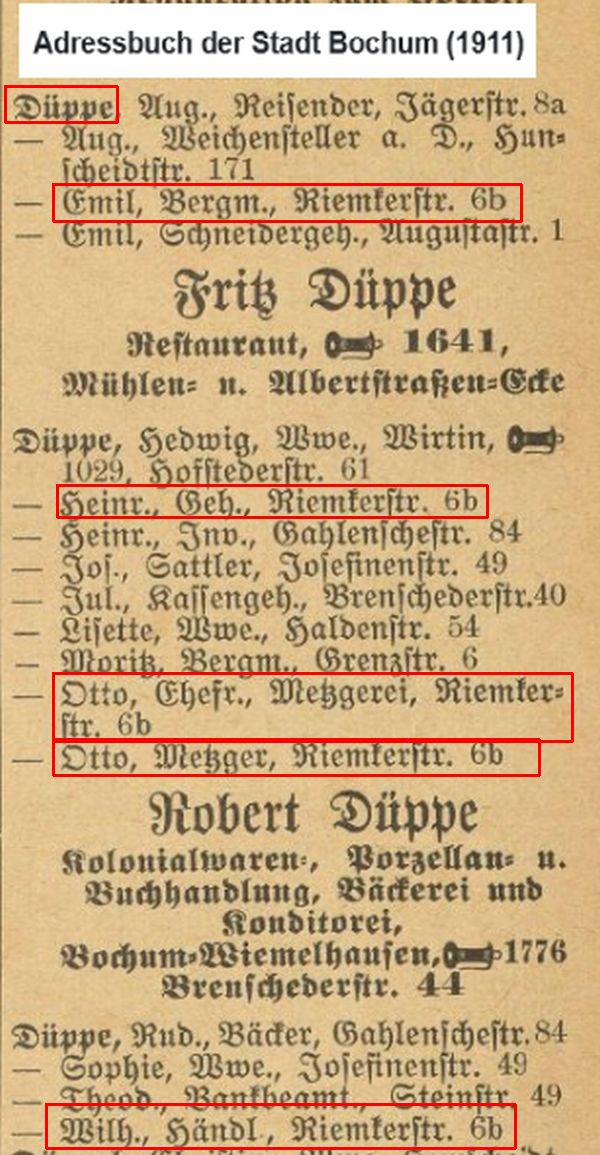 Adressbuch der Stadt Bochum (1911)
Düppe, Aug., Reisender, Jägerstr. 8a
— Aug., Weichensteller a. D., Hun-
scheidtstr. 171
— Emil, Bergm., Riemkerstr. 6b
— Emil, Schneidergeh., Augustastr. 1
Fritz Düppe
Restaurant, 1641,
Mühlen- u. Albertstraßen-Ecke
Düppe, Hedwig, Wwe., Wirtin,
1029, Hofstederstr. 61
— Heinr., Geh., Riemkerstr. 6b
— Heinr., Inv., Gahlenschestr. 84
— Jos., Sattler, Josefinenstr. 49
— Jul., Kassengeh., Brenschederstr. 40
— Lisette, Wwe., Haldenstr. 54
— Moritz, Bergm., Grenzstr. 6
— Otto, Ehefr., Metzgerei, Riemker-
str. 6b
— Otto, Metzger, Riemkerstr. 6b
Robert Düppe
Kolonialwaren-, Porzellan- u.
Buchhandlung, Bäckerei und
Konditorei,
Bochum-Wiemelhausen, 1776
Brenschederstr. 44
Düppe, Rud., Bäcker, Gahlenschestr. 84
— Sophie, Wwe., Josefinenstr. 49
— Theod., Bankbeamt., Steinstr. 49
— Wilh., Händl., Riemkerstr. 6b